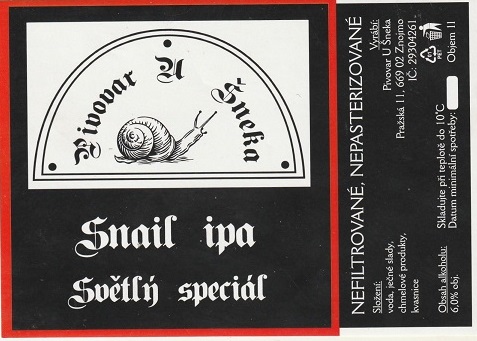 Pivovar U Šneka
Snail ipa
Světlý speciál
NEFILTROVANÉ, NEPASTERIZOVANÉ
Složení:
voda, ječné slady,
chmelové produkty,
kvasnice
Obsah alkoholu:
6,0% obj.
Vyrábí:
Pivovar U Šneka
Pražská 11, 669 02 Znojmo
IČ: 29304261.
PET
Objem 1l
Skladujte při teplotě do 10°C
Datum minimální spotřeby: